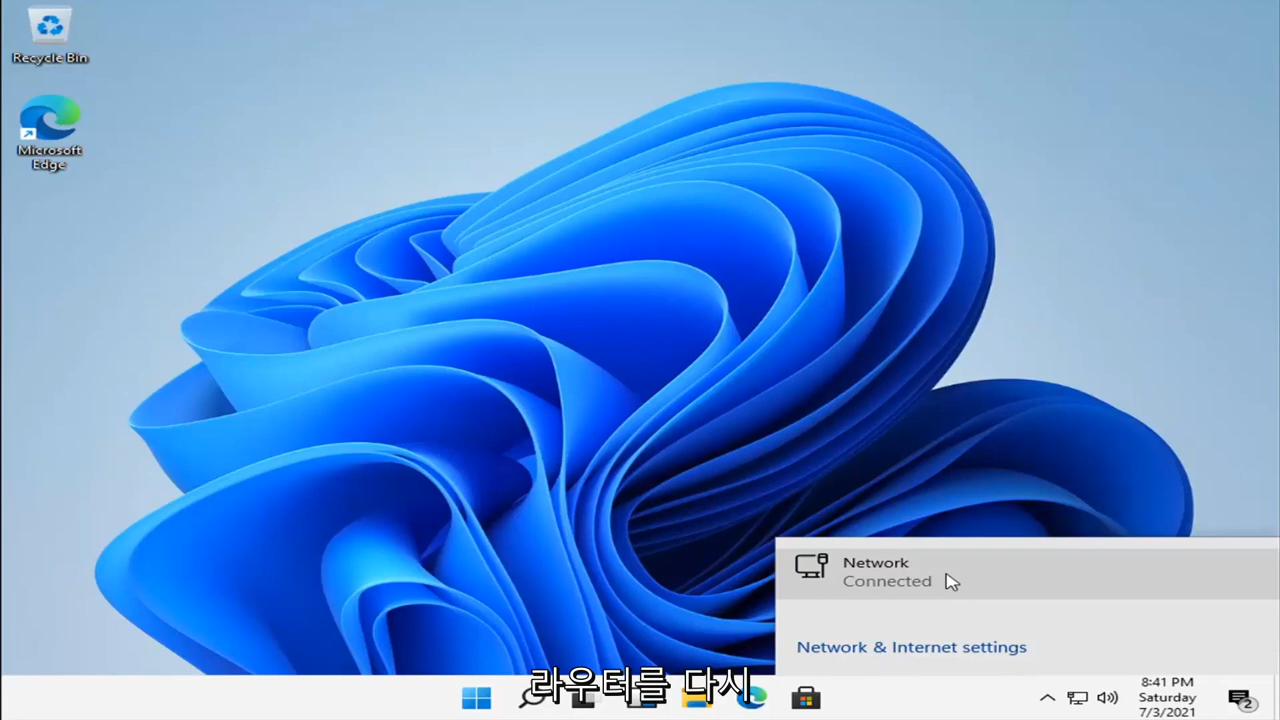 Recycle Bin
Microsoft
Edge
Network
Connected
Network & Internet settings
라우터를 다시
8:41 PM
Saturday
7/3/2021
2